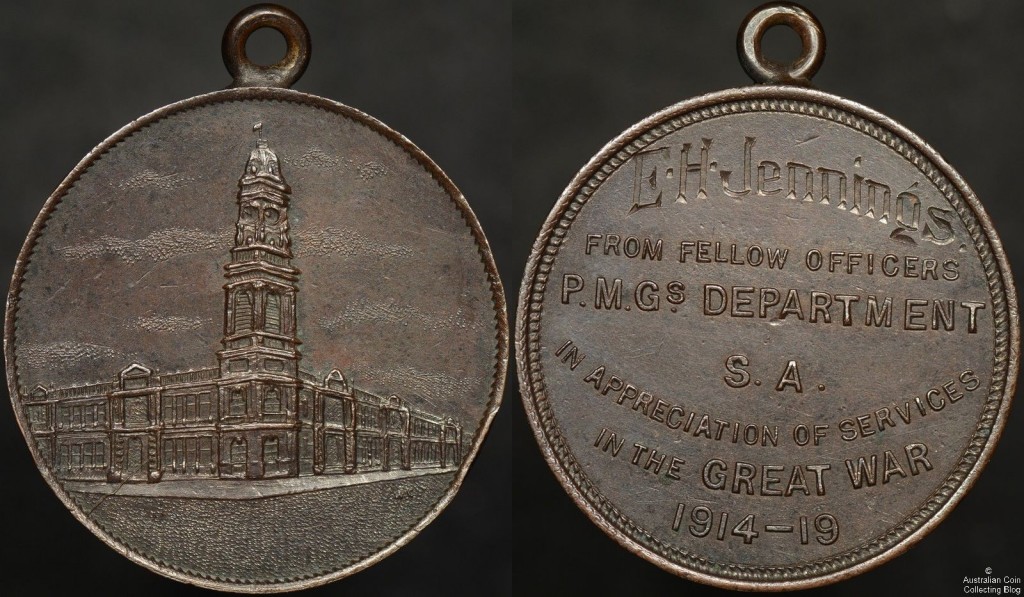 E·H·Jennings.
FROM FELLOW OFFICERS
P.M.Gs DEPARTMENT
S.A.
IN APPRECIATION OF SERVICES
IN THE GREAT WAR
1914-19
©
Australian Coin
Collecting Blog